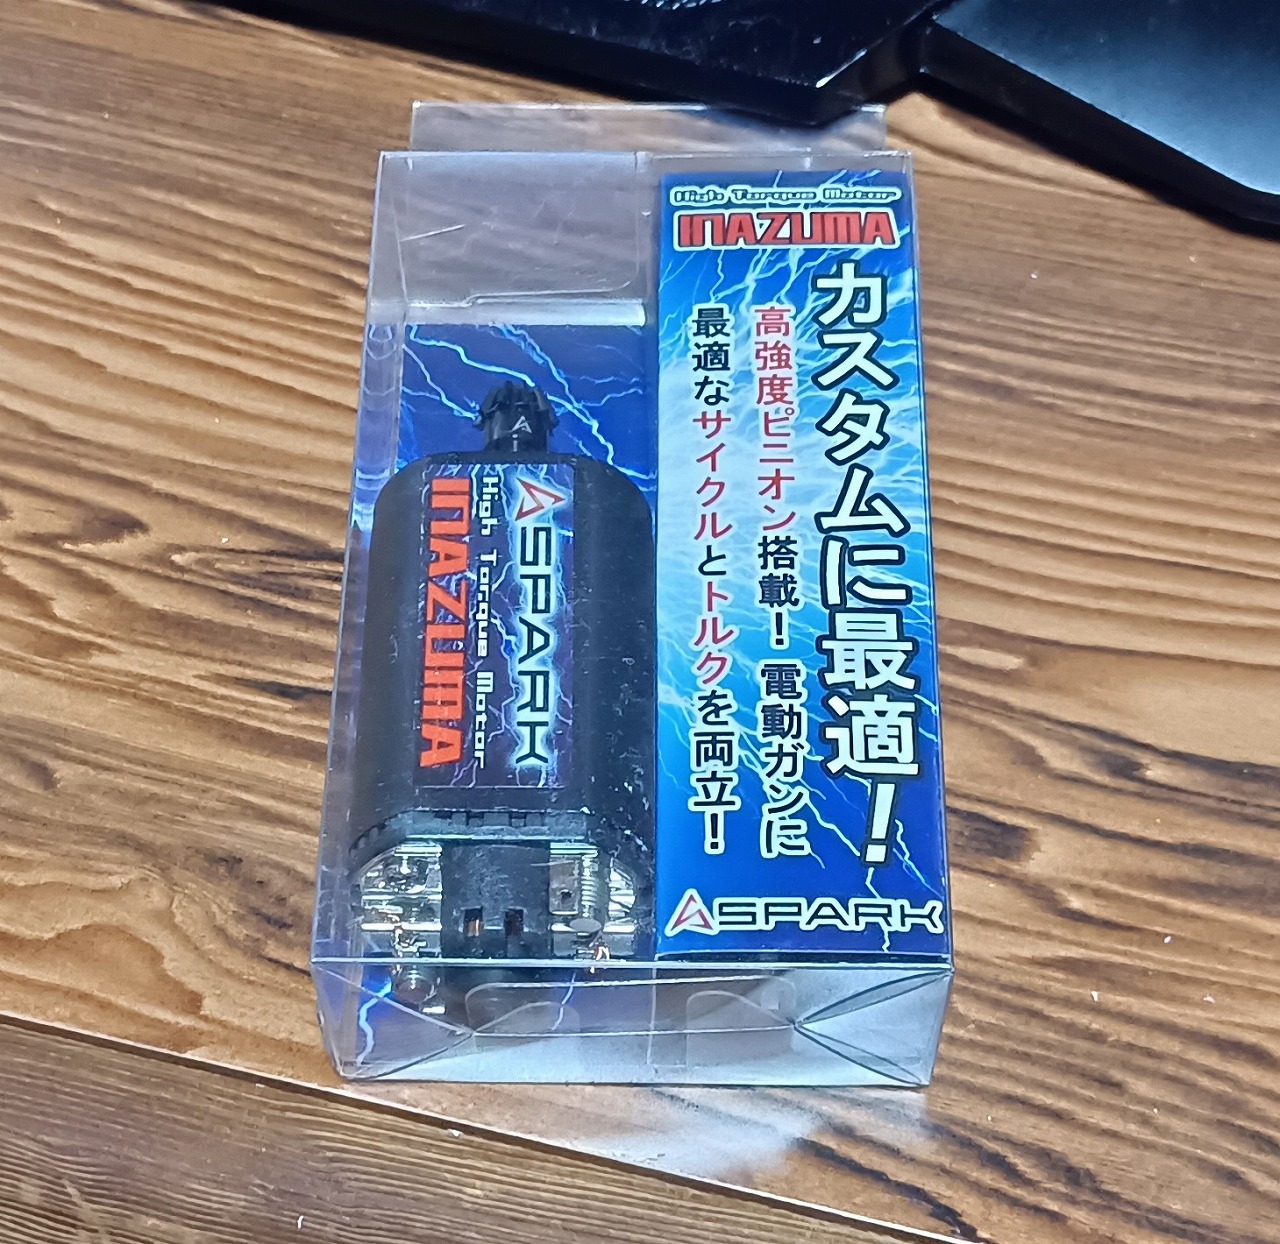 High Torque Motor
INAZUMA
カスタムに最適!
高強度ピニオン搭載!電動ガンに
最適なサイクルとトルクを両立!
SPARK
SPARK
High Torque Motor
INAZUMA